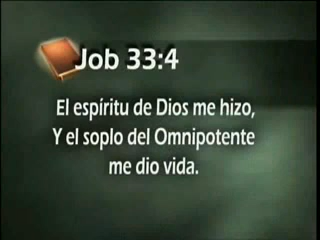 Job 33:4
El espíritu de Dios me hizo,
Y el soplo del Omnipotente
me dio vida.